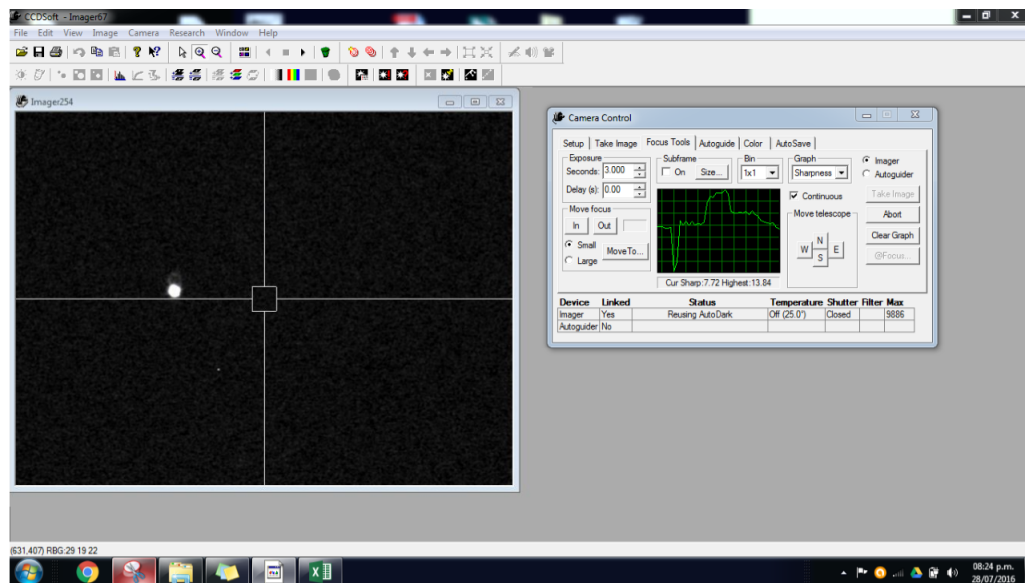 CCDSoft - Imager67
File Edit View Image Camera Research Window Help
Imager254
Camera Control
Setup Take Image Focus Tools Autoguide Color AutoSave
Exposure
Seconds: 3.000
Delay (s): 0.00
Subframe
On Size...
Bin
1x1
Graph
Sharpness
Imager
Autoguider
Continuous
Take Image
Move focus
In Out
Small
Large
MoveTo...
Move telescope
N
W E
S
Abort
Clear Graph
@Focus...
Cur Sharp:7.72 Highest:13.84
Device Linked Status Temperature Shutter Filter Max
Imager Yes Reusing AutoDark Off (25.0°) Closed 9886
Autoguider No
(631,407) RBG:29 19 22
08:24 p.m.
28/07/2016